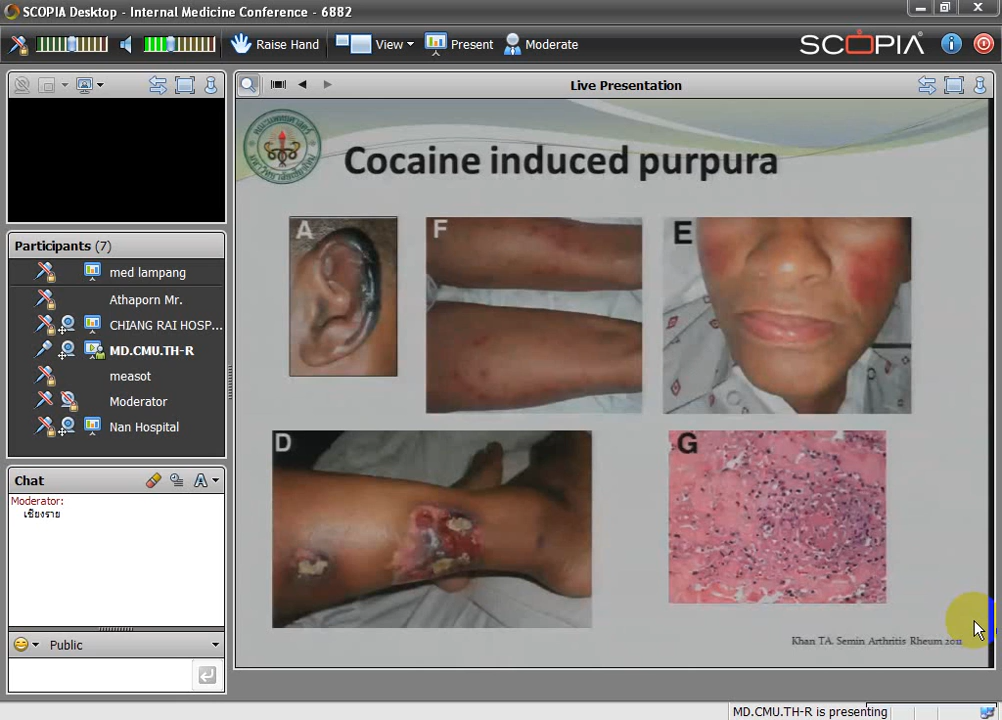 SCOPIA Desktop - Internal Medicine Conference - 6882
Raise Hand
View
Present
Moderate
SCOPIA
Live Presentation
Participants (7)
med lampang
Athaporn Mr.
CHIANG RAI HOSP...
MD.CMU.TH-R
measot
Moderator
Nan Hospital
Chat
A
Moderator:
เชียงราย
Public
Cocaine induced purpura
A
F
E
D
G
Khan TA. Semin Arthritis Rheum 2011
MD.CMU.TH-R is presenting